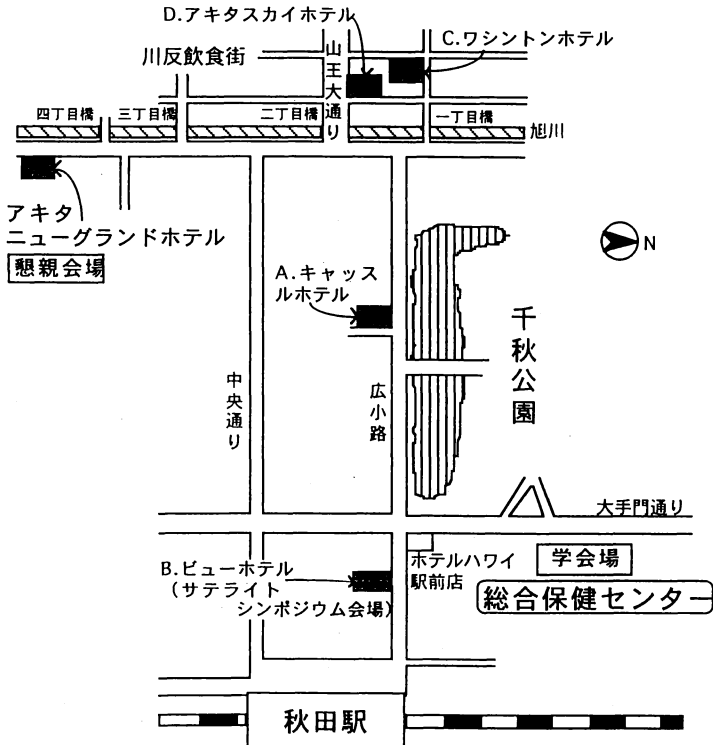 D.アキタスカイホテル
C.ワシントンホテル
川反飲食街
山王大通り
四丁目橋
三丁目橋
二丁目橋
一丁目橋
旭川
アキタ
ニューグランドホテル
懇親会場
N
A.キャッス
ルホテル
千秋公園
中央通り
広小路
大手門通り
B.ビューホテル
(サテライト
シンポジウム会場)
ホテルハワイ
駅前店
学会場
総合保健センター
秋田駅